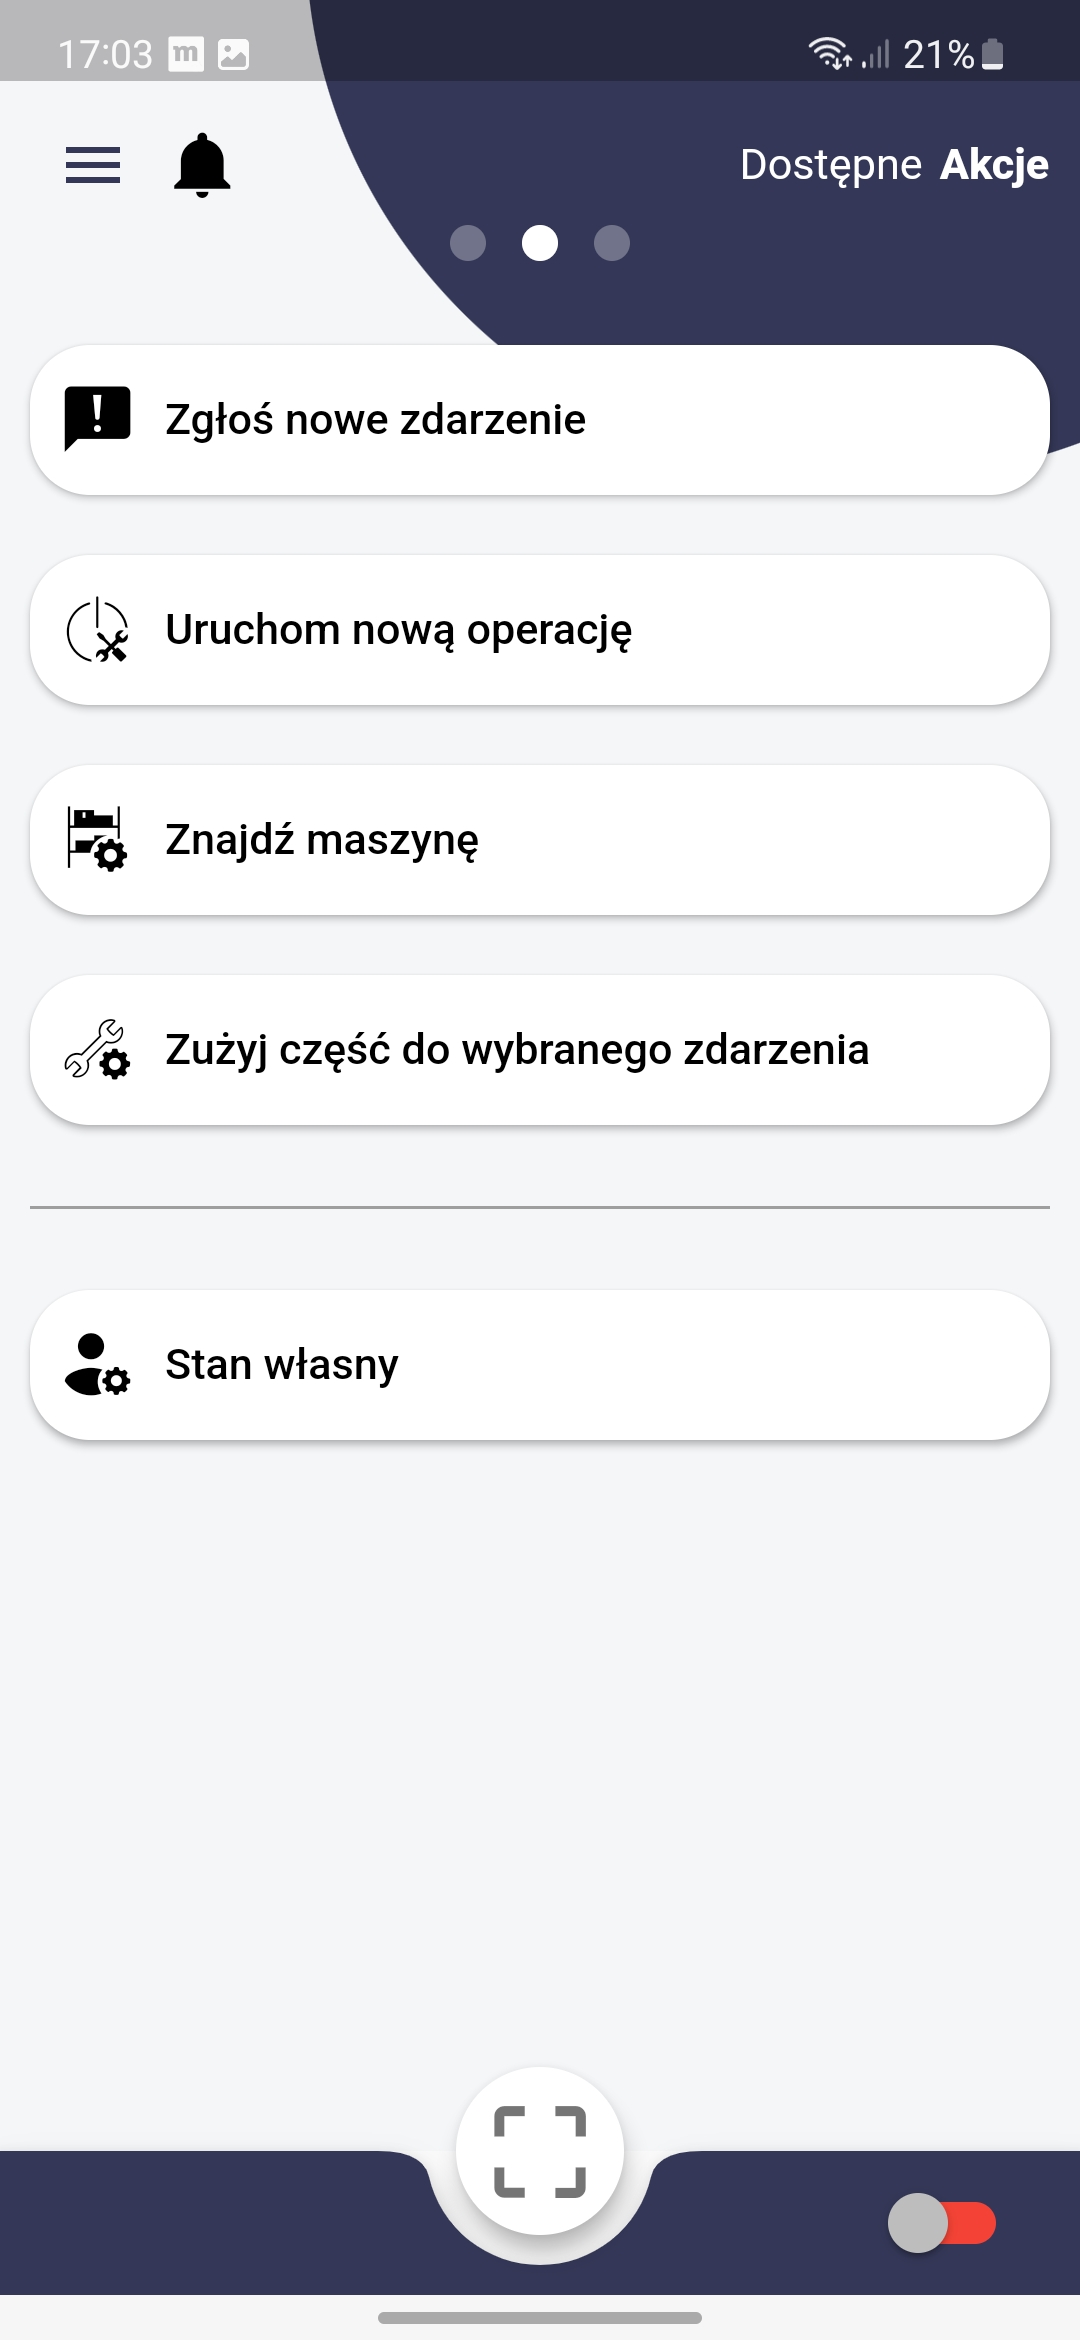 17:03 m 21%
Dostępne Akcje
Zgłoś nowe zdarzenie
Uruchom nową operację
Znajdź maszynę
Zużyj część do wybranego zdarzenia
Stan własny